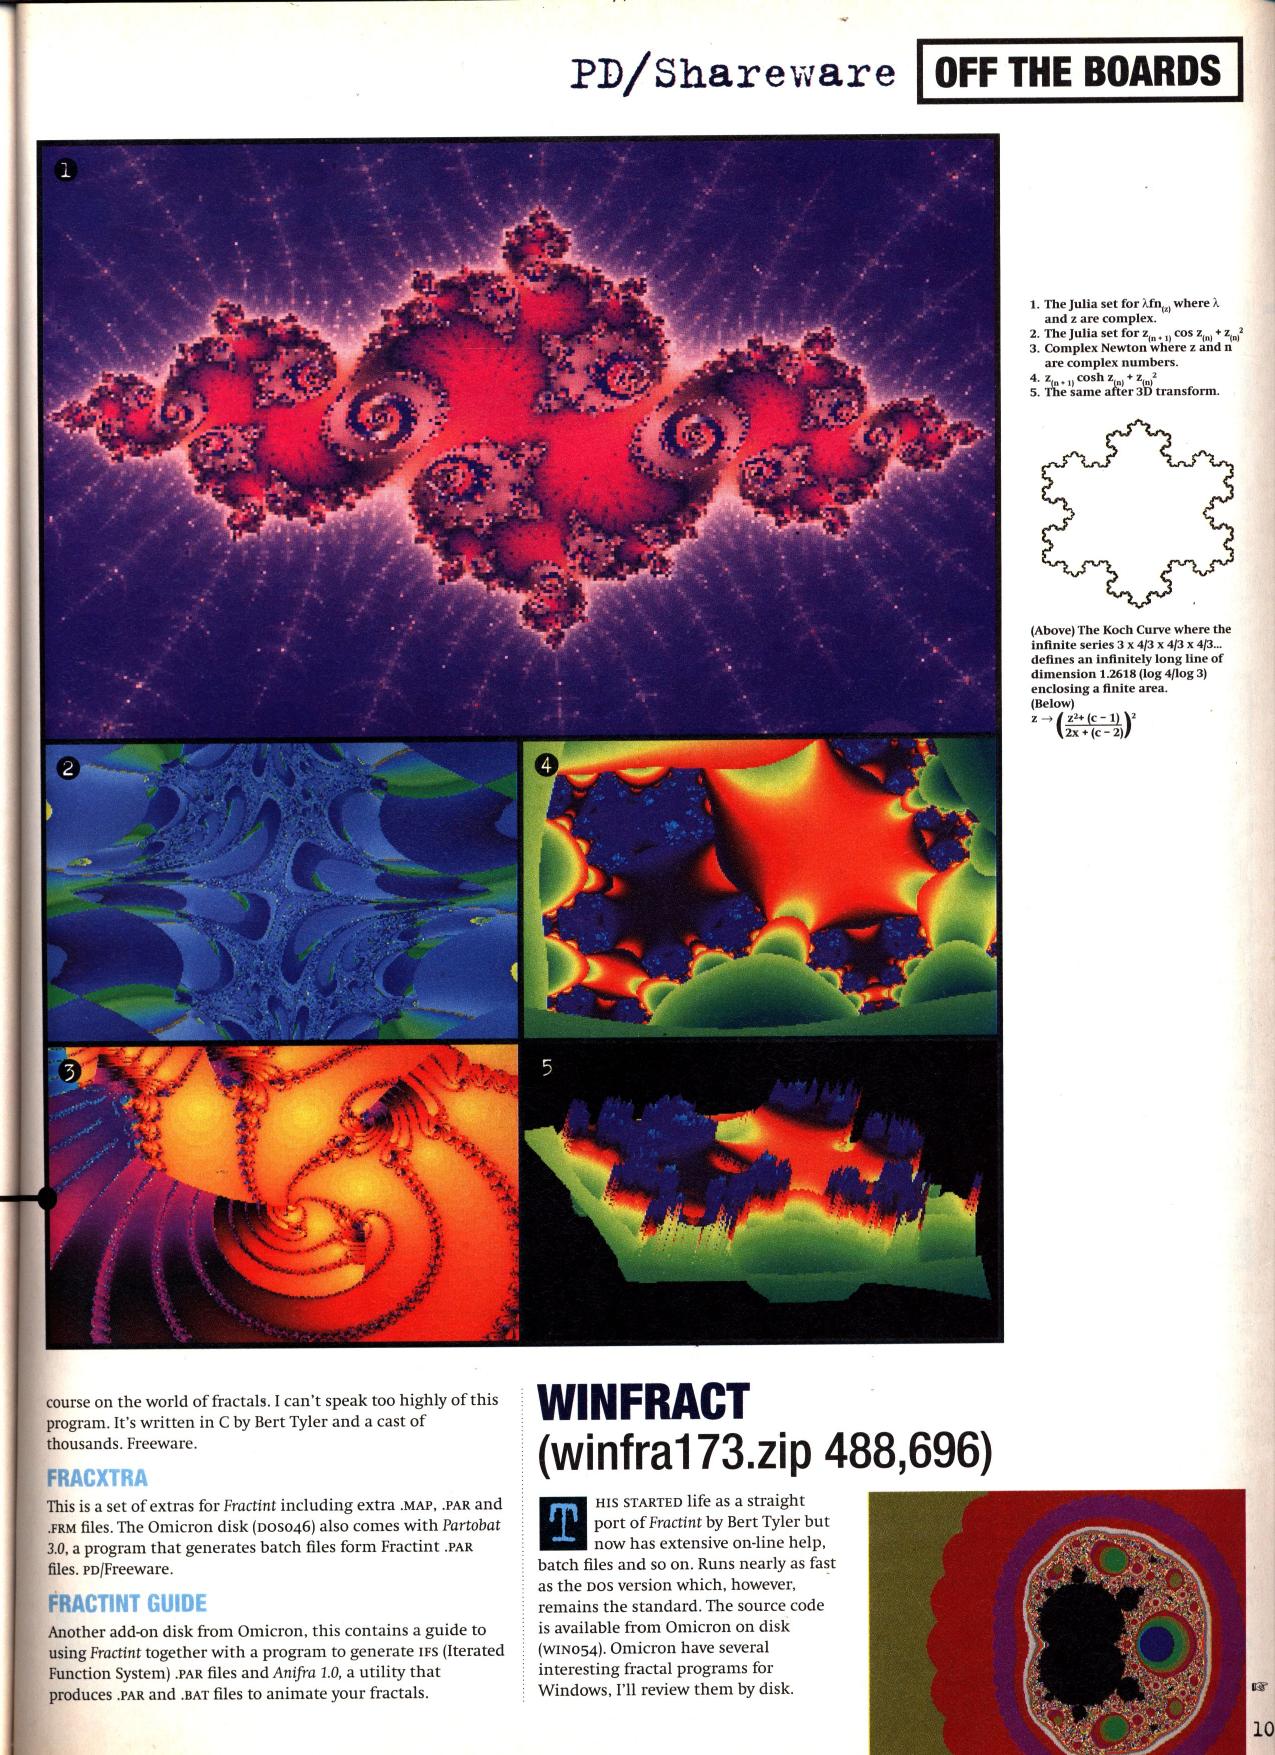 PD/Shareware OFF THE BOARDS
1
1. The Julia set for λfn(z) where λ
and z are complex.
2. The Julia set for z(n + 1) cos z(n) + z(n)²
3. Complex Newton where z and n
are complex numbers.
4. z(n + 1) cosh z(n) + z(n)²
5. The same after 3D transform.
(Above) The Koch Curve where the
infinite series 3 x 4/3 x 4/3 x 4/3...
defines an infinitely long line of
dimension 1.2618 (log 4/log 3)
enclosing a finite area.
(Below)
z → ( z²+ (c – 1) / 2x + (c – 2) )²
2
4
3
5
course on the world of fractals. I can't speak too highly of this
program. It's written in C by Bert Tyler and a cast of
thousands. Freeware.
FRACXTRA
This is a set of extras for Fractint including extra .MAP, .PAR and
.FRM files. The Omicron disk (DOS046) also comes with Partobat
3.0, a program that generates batch files form Fractint .PAR
files. PD/Freeware.
FRACTINT GUIDE
Another add-on disk from Omicron, this contains a guide to
using Fractint together with a program to generate IFS (Iterated
Function System) .PAR files and Anifra 1.0, a utility that
produces .PAR and .BAT files to animate your fractals.
WINFRACT
(winfra173.zip 488,696)
THIS STARTED life as a straight
port of Fractint by Bert Tyler but
now has extensive on-line help,
batch files and so on. Runs nearly as fast
as the DOS version which, however,
remains the standard. The source code
is available from Omicron on disk
(WIN054). Omicron have several
interesting fractal programs for
Windows, I'll review them by disk.
10